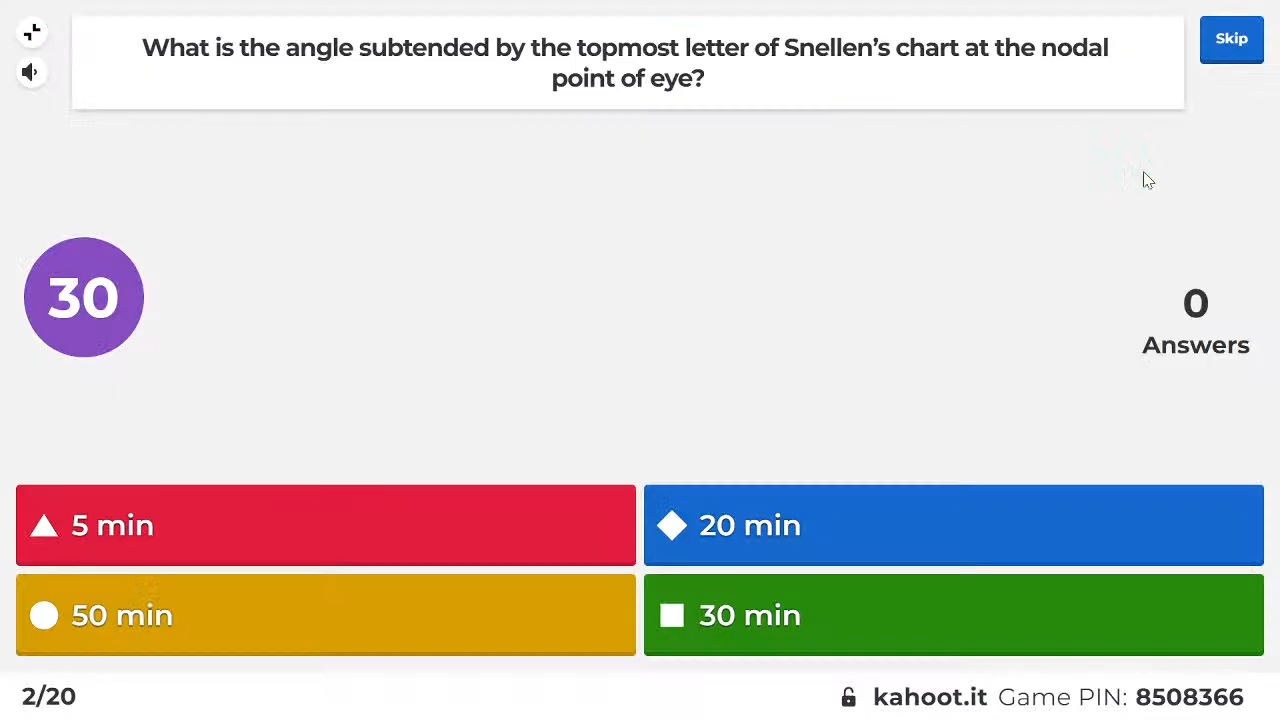 What is the angle subtended by the topmost letter of Snellen's chart at the nodal
point of eye?
Skip
30
0
Answers
5 min
20 min
50 min
30 min
2/20
kahoot.it Game PIN: 8508366